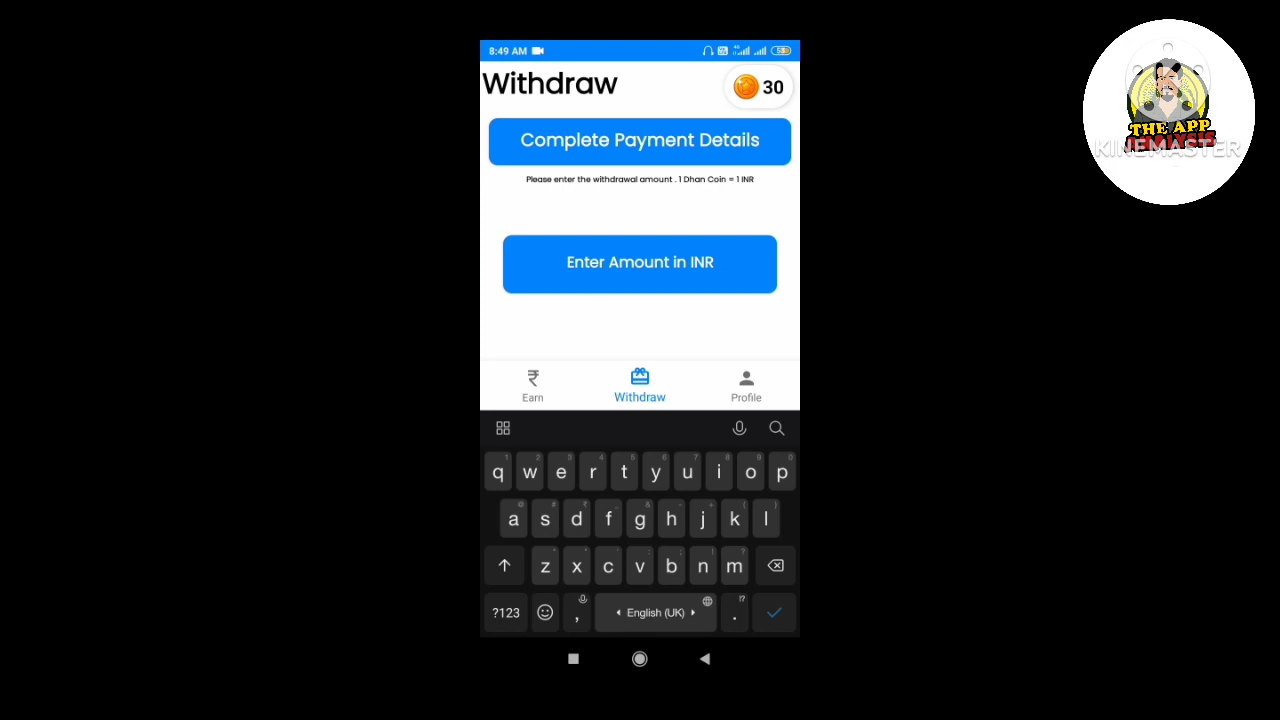 8:49 AM
Withdraw
30
Complete Payment Details
Please enter the withdrawal amount . 1 Dhan Coin = 1 INR
Enter Amount in INR
Earn
Withdraw
Profile
q w e r t y u i o p
a s d f g h j k l
z x c v b n m
?123 , English (UK) .
THE APP
ANALYSIS
KINEMASTER